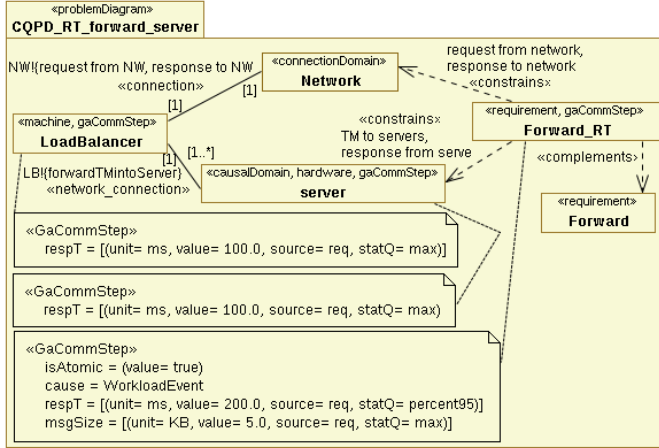 «problemDiagram»
CQPD_RT_forward_server
NW!{request from NW, response to NW
«connection»
[1]
[1]
«connectionDomain»
Network
request from network,
response to network
«constrains»
«machine, gaCommStep»
LoadBalancer
«constrains»
TM to servers,
response from serve
«requirement, gaCommStep»
Forward_RT
[1]
[1..*]
LB!{forwardTMintoServer}
«network_connection»
«causalDomain, hardware, gaCommStep»
server
«complements»
«requirement»
Forward
«GaCommStep»
respT = [(unit= ms, value= 100.0, source= req, statQ= max)]
«GaCommStep»
respT = [(unit= ms, value= 100.0, source= req, statQ= max)
«GaCommStep»
isAtomic = (value= true)
cause = WorkloadEvent
respT = [(unit= ms, value= 200.0, source= req, statQ= percent95)]
msgSize = [(unit= KB, value= 5.0, source= req, statQ= max)]